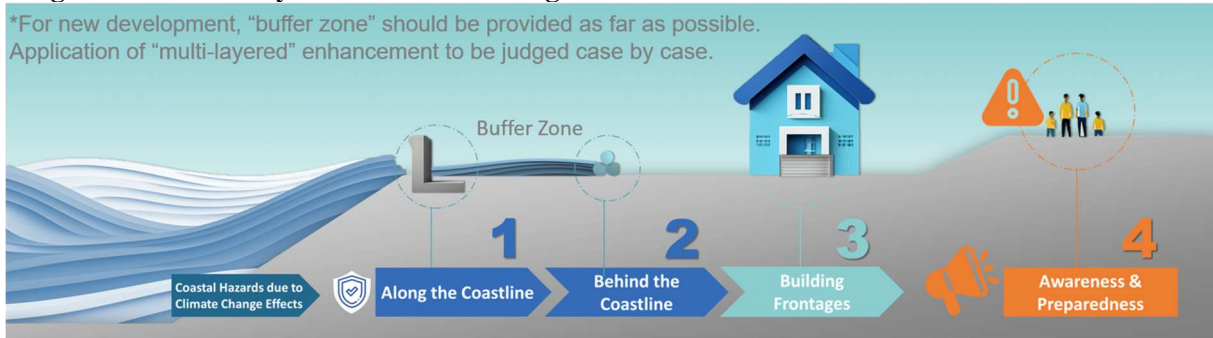 *For new development, “buffer zone” should be provided as far as possible.
Application of “multi-layered” enhancement to be judged case by case.
Buffer Zone
1
2
3
4
Coastal Hazards due to
Climate Change Effects
Along the Coastline
Behind the
Coastline
Building
Frontages
Awareness &
Preparedness